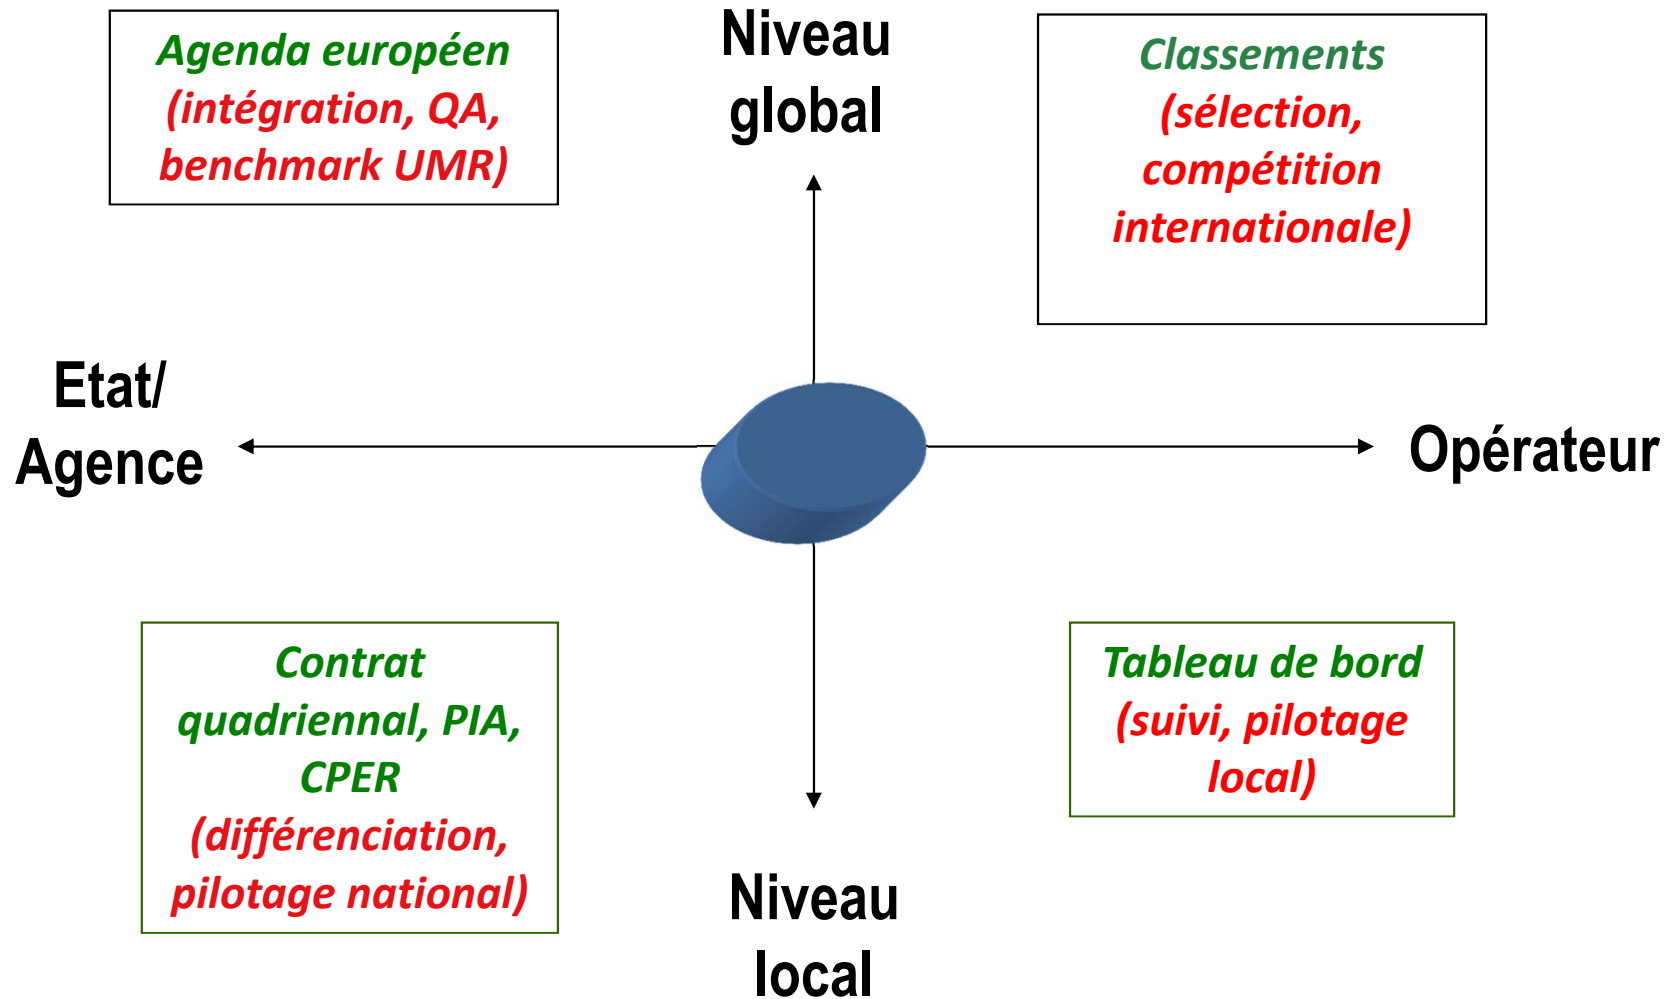 Agenda européen
(intégration, QA,
benchmark UMR)
Niveau
global
Classements
(sélection,
compétition
internationale)
Etat/
Agence
Opérateur
Contrat
quadriennal, PIA,
CPER
(différenciation,
pilotage national)
Tableau de bord
(suivi, pilotage
local)
Niveau
local